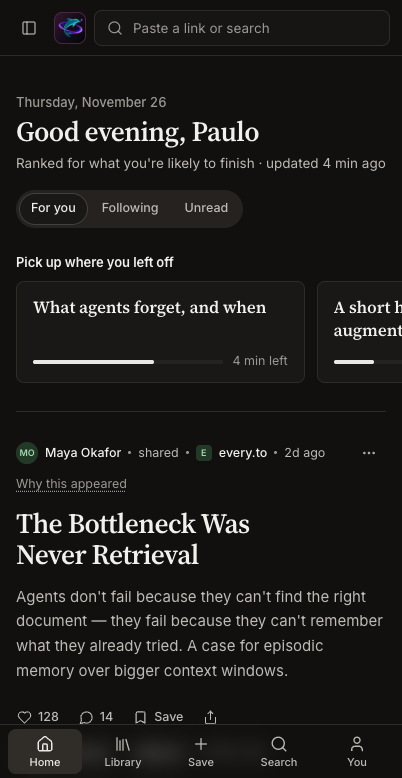 Paste a link or search
Thursday, November 26
Good evening, Paulo
Ranked for what you're likely to finish · updated 4 min ago
For you
Following
Unread
Pick up where you left off
What agents forget, and when
4 min left
A short
augment
MO Maya Okafor • shared • E every.to • 2d ago
Why this appeared
The Bottleneck Was
Never Retrieval
Agents don't fail because they can't find the right
document — they fail because they can't remember
what they already tried. A case for episodic
memory over bigger context windows.
128
14
Save
Home
Library
Save
Search
You